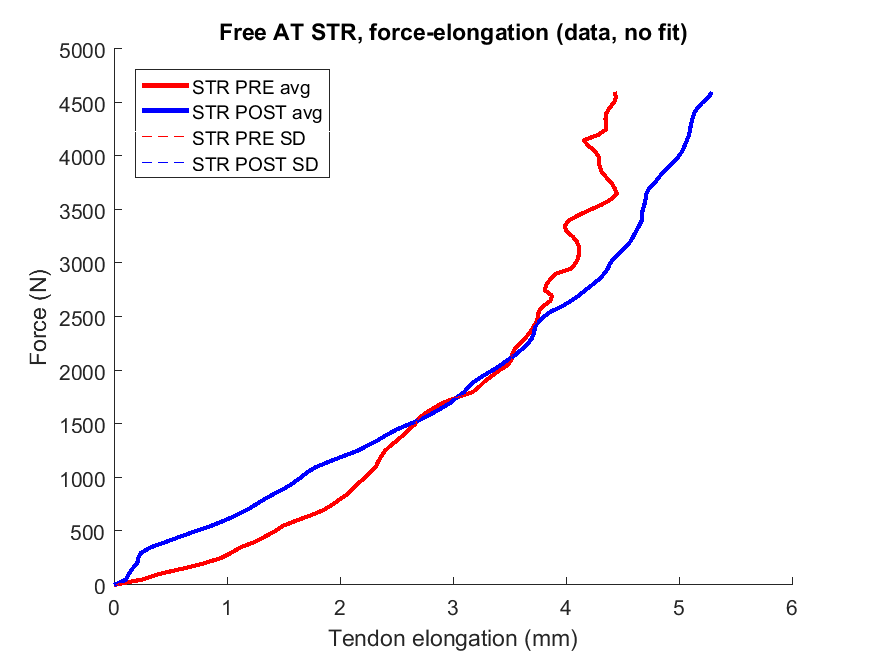 Free AT STR, force-elongation (data, no fit)
5000
4500
4000
3500
3000
2500
2000
1500
1000
500
0
Force (N)
STR PRE avg
STR POST avg
STR PRE SD
STR POST SD
0 1 2 3 4 5 6
Tendon elongation (mm)